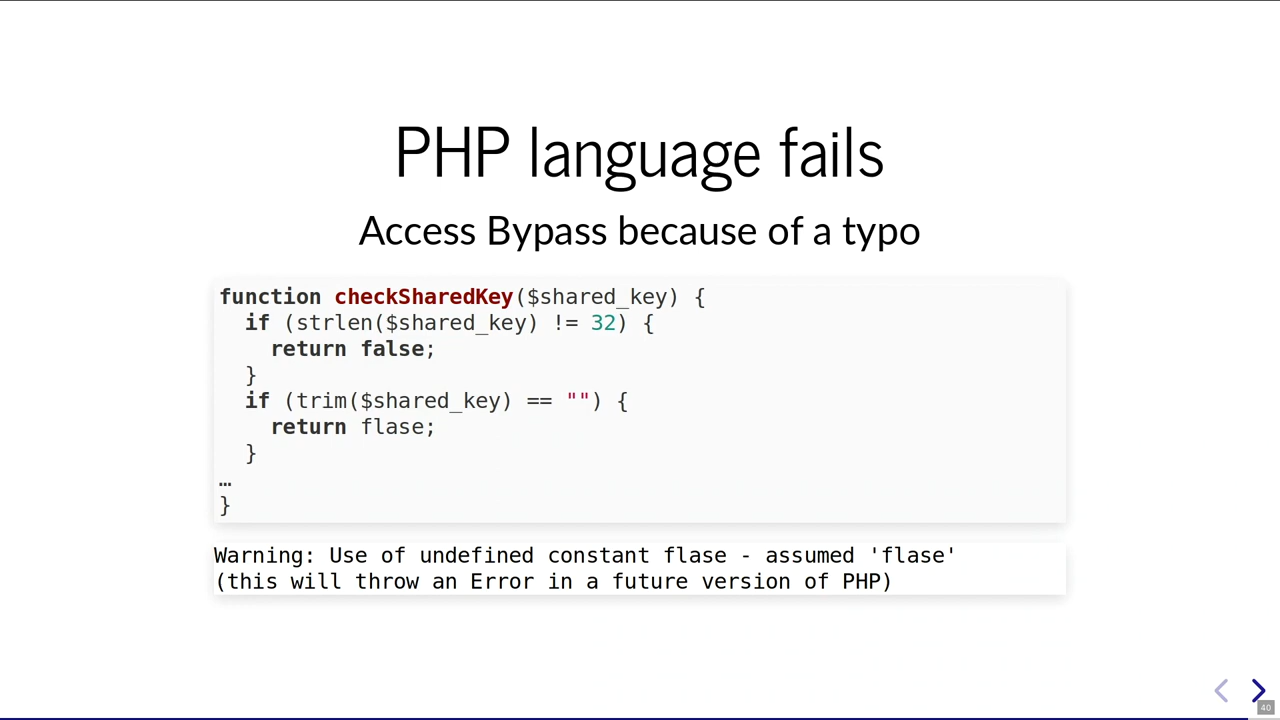 PHP language fails
Access Bypass because of a typo
function checkSharedKey($shared_key) {
  if (strlen($shared_key) != 32) {
    return false;
  }
  if (trim($shared_key) == "") {
    return flase;
  }
…
}
Warning: Use of undefined constant flase - assumed 'flase'
(this will throw an Error in a future version of PHP)
40